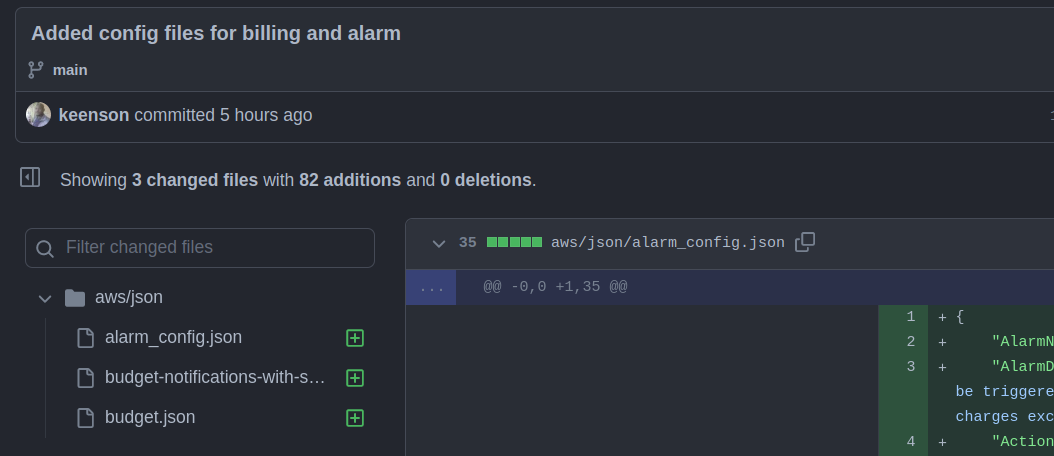 Added config files for billing and alarm
main
keenson committed 5 hours ago
Showing 3 changed files with 82 additions and 0 deletions.
Filter changed files
aws/json
alarm_config.json
budget-notifications-with-s...
budget.json
35 aws/json/alarm_config.json
... @@ -0,0 +1,35 @@
1 + {
2 + "AlarmN
3 + "AlarmD
be triggere
charges exc
4 + "Action